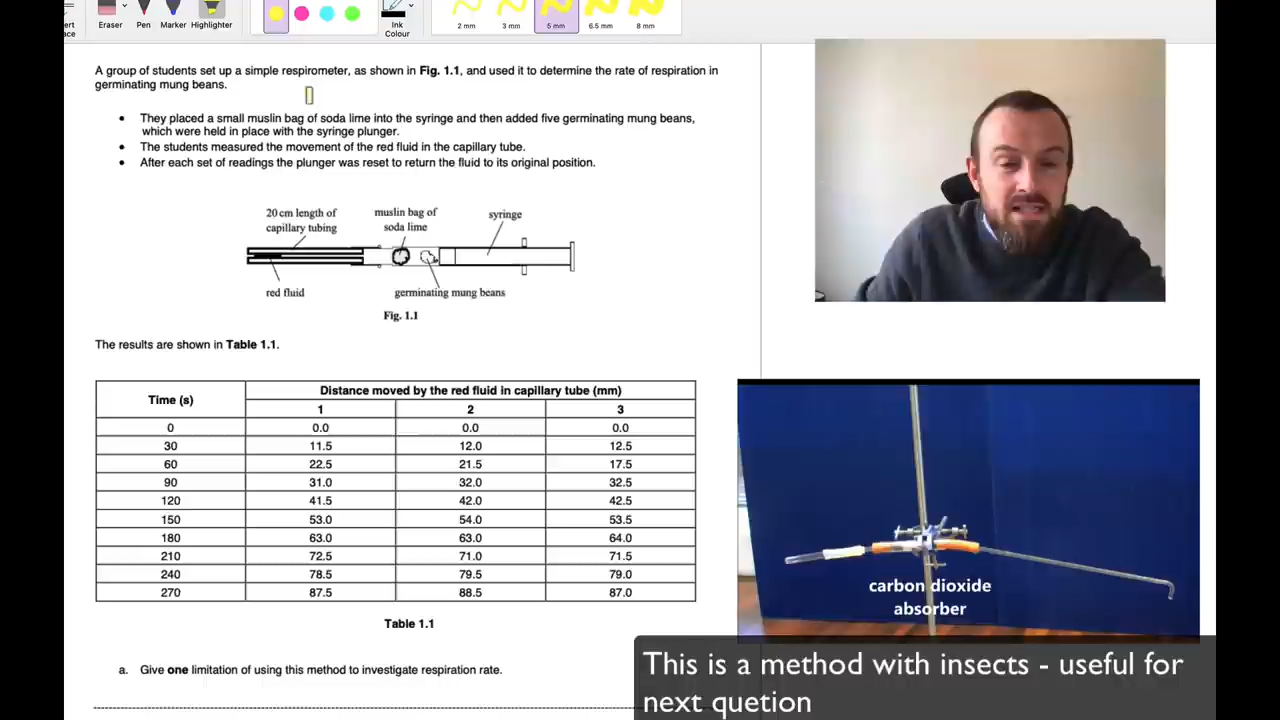 Eraser Pen Marker Highlighter Ink
Colour
2 mm 3 mm 5 mm 6.5 mm 8 mm
A group of students set up a simple respirometer, as shown in Fig. 1.1, and used it to determine the rate of respiration in
germinating mung beans.
• They placed a small muslin bag of soda lime into the syringe and then added five germinating mung beans,
which were held in place with the syringe plunger.
• The students measured the movement of the red fluid in the capillary tube.
• After each set of readings the plunger was reset to return the fluid to its original position.
20 cm length of
capillary tubing
muslin bag of
soda lime
syringe
red fluid
germinating mung beans
Fig. 1.1
The results are shown in Table 1.1.
Time (s) Distance moved by the red fluid in capillary tube (mm)
1 2 3
0 0.0 0.0 0.0
30 11.5 12.0 12.5
60 22.5 21.5 17.5
90 31.0 32.0 32.5
120 41.5 42.0 42.5
150 53.0 54.0 53.5
180 63.0 63.0 64.0
210 72.5 71.0 71.5
240 78.5 79.5 79.0
270 87.5 88.5 87.0
Table 1.1
a. Give one limitation of using this method to investigate respiration rate.
carbon dioxide
absorber
This is a method with insects - useful for
next quetion